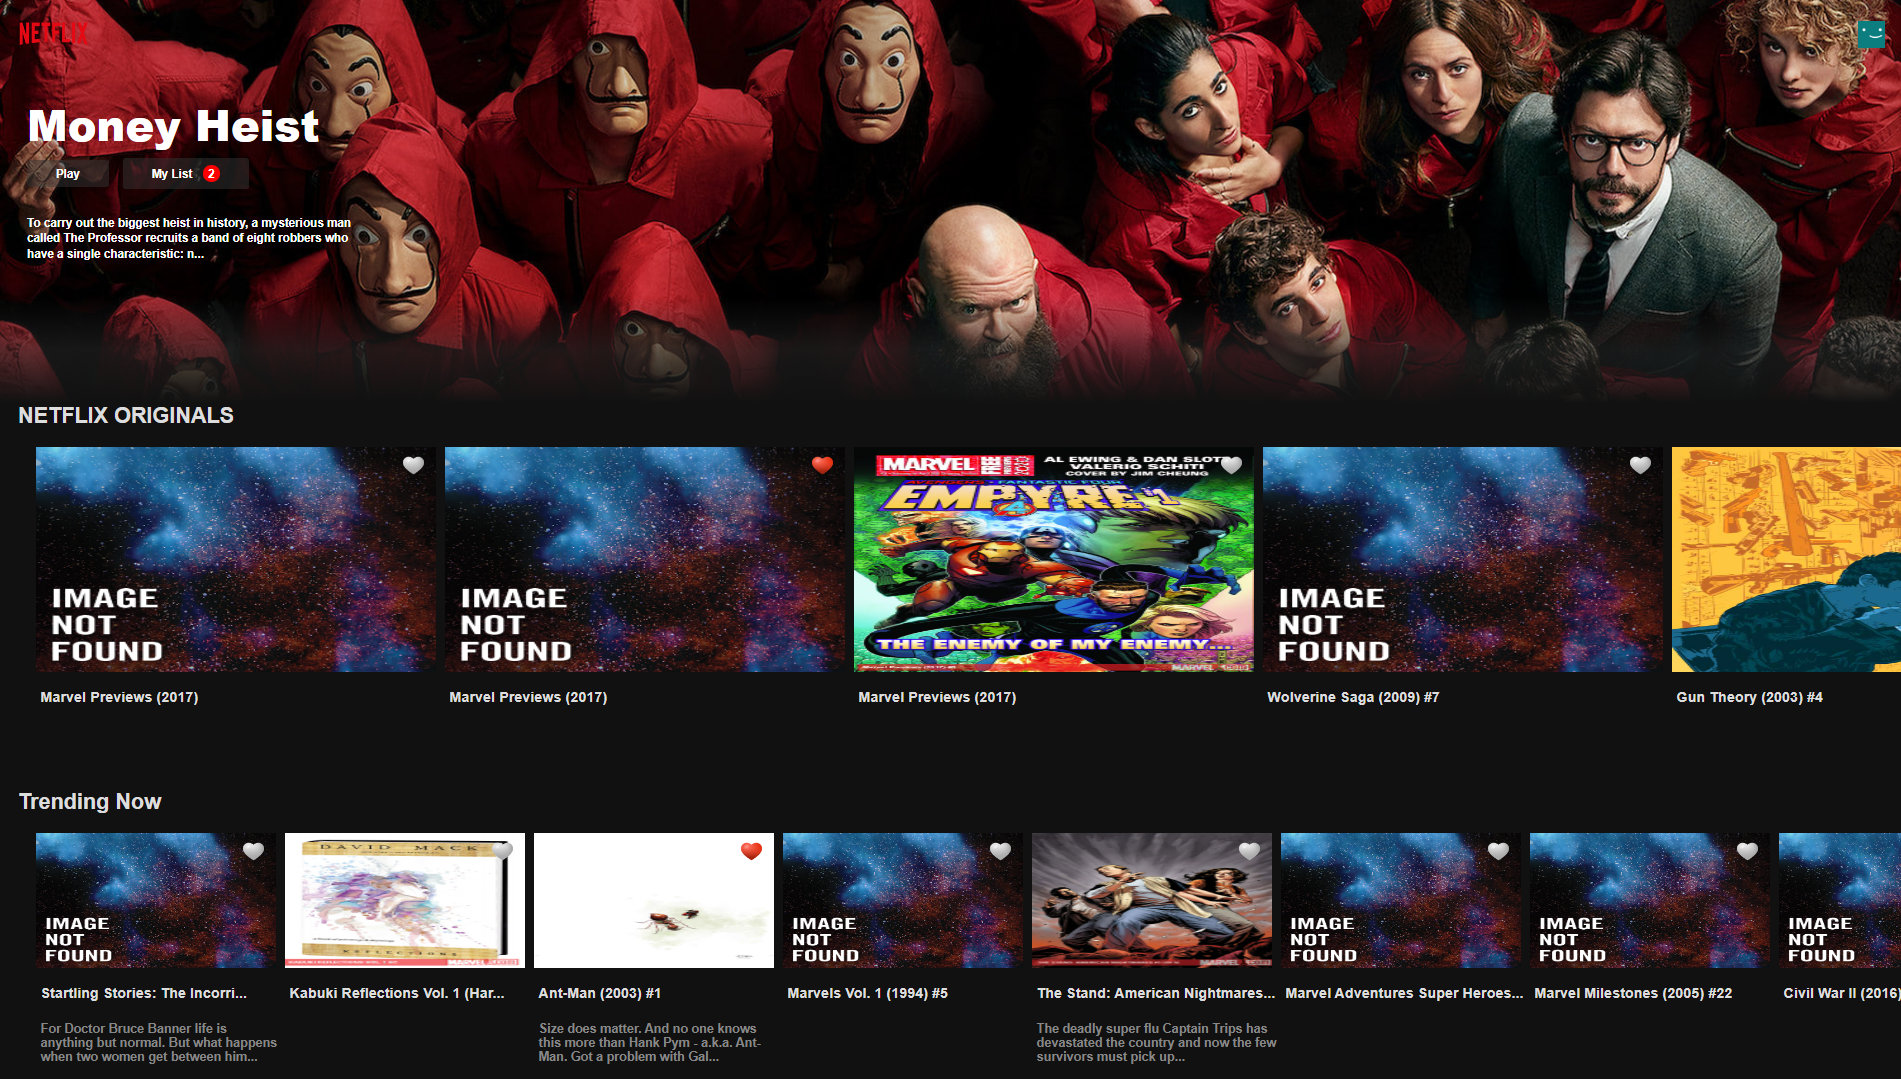 NETFLIX
Money Heist
Play
My List 2
To carry out the biggest heist in history, a mysterious man
called The Professor recruits a band of eight robbers who
have a single characteristic: n...
NETFLIX ORIGINALS
MARVEL
AL EWING & DAN SLOTT
VALERIO SCHITI
COVER BY JIM CHEUNG
AVENGERS • FANTASTIC FOUR
EMPYRE #1
4
IMAGE
NOT
FOUND
IMAGE
NOT
FOUND
THE ENEMY OF MY ENEMY...
MARVEL
IMAGE
NOT
FOUND
Marvel Previews (2017)
Marvel Previews (2017)
Marvel Previews (2017)
Wolverine Saga (2009) #7
Gun Theory (2003) #4
Trending Now
IMAGE
NOT
FOUND
DAVID MACK
REFLECTIONS
MARVEL
IMAGE
NOT
FOUND
MARVEL
IMAGE
NOT
FOUND
IMAGE
NOT
FOUND
IMAGE
NOT
FOUND
Startling Stories: The Incorri...
Kabuki Reflections Vol. 1 (Har...
Ant-Man (2003) #1
Marvels Vol. 1 (1994) #5
The Stand: American Nightmares...
Marvel Adventures Super Heroes...
Marvel Milestones (2005) #22
Civil War II (2016)
For Doctor Bruce Banner life is
anything but normal. But what happens
when two women get between him...
Size does matter. And no one knows
this more than Hank Pym - a.k.a. Ant-
Man. Got a problem with Gal...
The deadly super flu Captain Trips has
devastated the country and now the few
survivors must pick up...